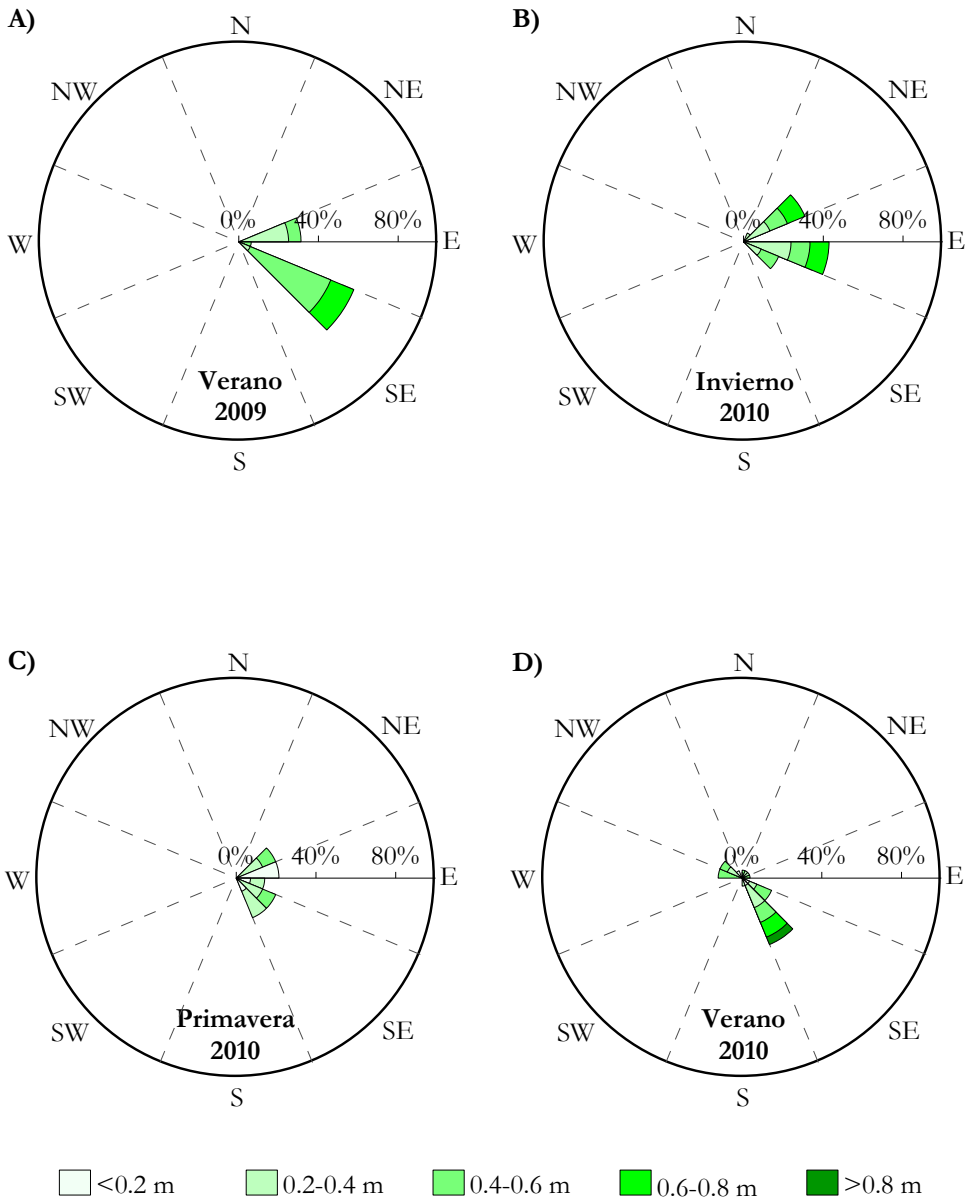 A)
N
NW
NE
0%
40%
80%
W
E
SW
SE
Verano
2009
S
B)
N
NW
NE
0%
40%
80%
W
E
SW
SE
Invierno
2010
S
C)
N
NW
NE
0%
40%
80%
W
E
SW
SE
Primavera
2010
S
D)
N
NW
NE
0%
40%
80%
W
E
SW
SE
Verano
2010
S
<0.2 m
0.2-0.4 m
0.4-0.6 m
0.6-0.8 m
>0.8 m